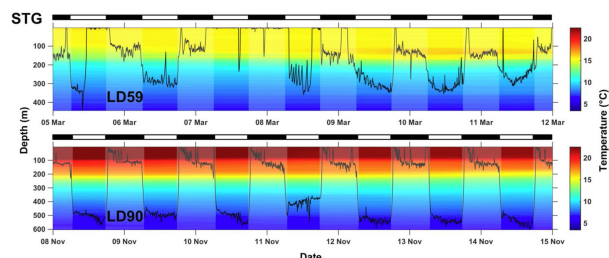 STG
100
200
300
400
LD59
05 Mar
06 Mar
07 Mar
08 Mar
09 Mar
10 Mar
11 Mar
12 Mar
20
15
10
5
Depth (m)
Temperature (°C)
100
200
300
400
500
600
LD90
08 Nov
09 Nov
10 Nov
11 Nov
12 Nov
13 Nov
14 Nov
15 Nov
20
15
10
5
Date